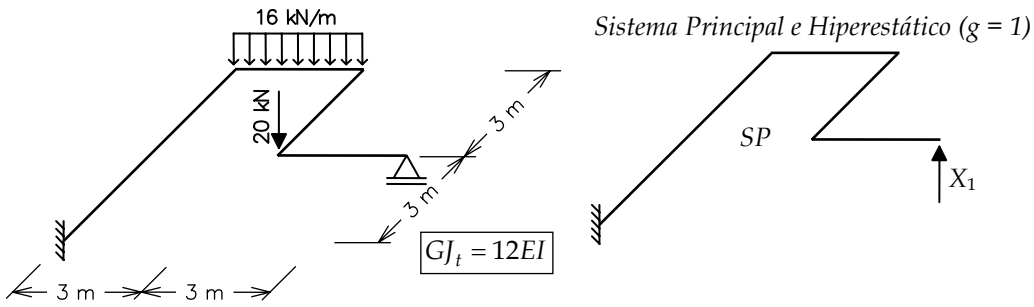 16 kN/m
Sistema Principal e Hiperestático (g = 1)
20 kN
3 m
3 m
SP
X₁
GJₜ = 12EI
3 m
3 m